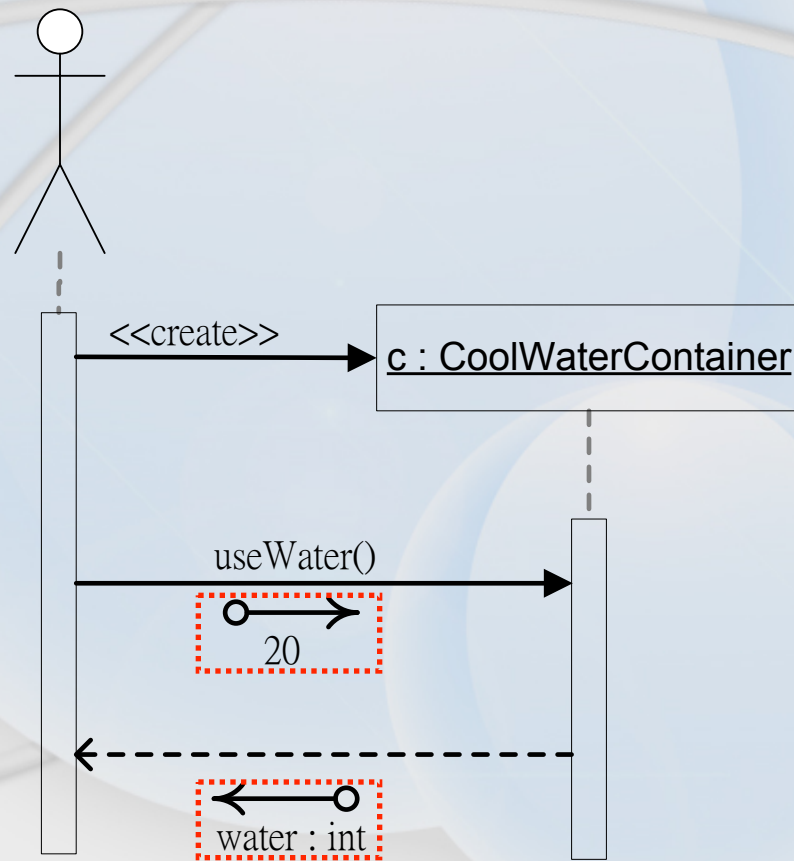 <<create>>
c : CoolWaterContainer
useWater()
20
water : int